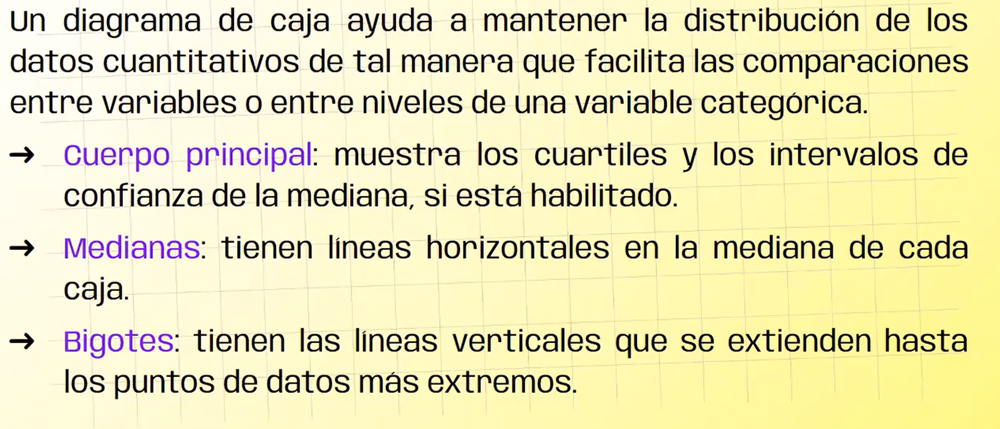 Un diagrama de caja ayuda a mantener la distribución de los
datos cuantitativos de tal manera que facilita las comparaciones
entre variables o entre niveles de una variable categórica.
→ Cuerpo principal: muestra los cuartiles y los intervalos de
confianza de la mediana, si está habilitado.
→ Medianas: tienen líneas horizontales en la mediana de cada
caja.
→ Bigotes: tienen las líneas verticales que se extienden hasta
los puntos de datos más extremos.